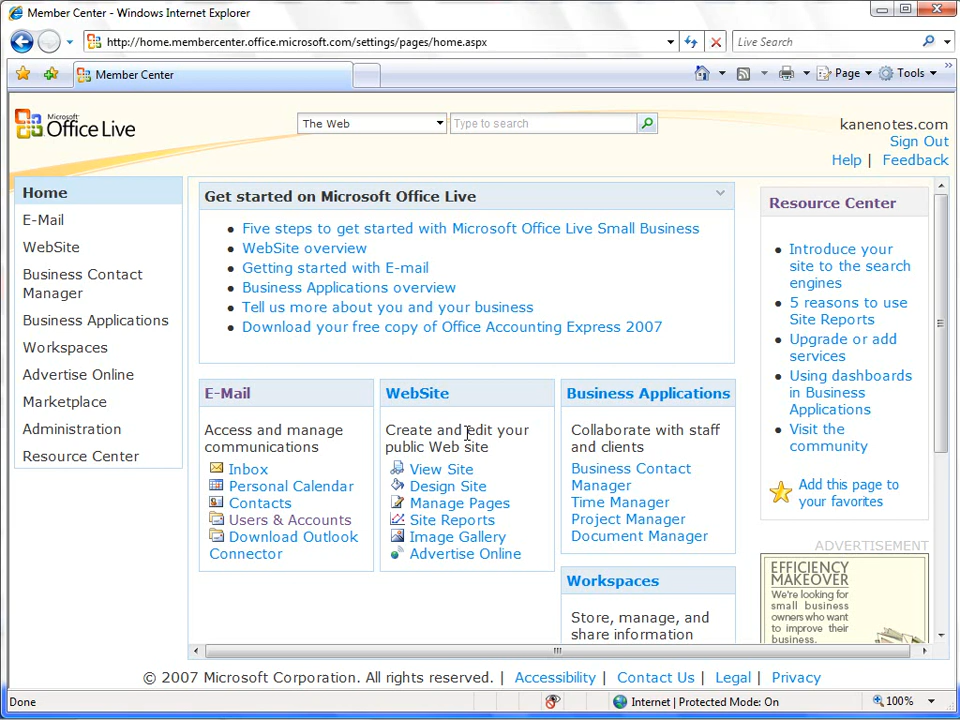 Member Center - Windows Internet Explorer
http://home.membercenter.office.microsoft.com/settings/pages/home.aspx
Live Search
Member Center
Page
Tools
Microsoft
Office Live
The Web
Type to search
kanenotes.com
Sign Out
Help | Feedback
Home
E-Mail
WebSite
Business Contact
Manager
Business Applications
Workspaces
Advertise Online
Marketplace
Administration
Resource Center
Get started on Microsoft Office Live
Five steps to get started with Microsoft Office Live Small Business
WebSite overview
Getting started with E-mail
Business Applications overview
Tell us more about you and your business
Download your free copy of Office Accounting Express 2007
E-Mail
Access and manage
communications
Inbox
Personal Calendar
Contacts
Users & Accounts
Download Outlook
Connector
WebSite
Create and edit your
public Web site
View Site
Design Site
Manage Pages
Site Reports
Image Gallery
Advertise Online
Business Applications
Collaborate with staff
and clients
Business Contact
Manager
Time Manager
Project Manager
Document Manager
Workspaces
Store, manage, and
share information
Resource Center
Introduce your
site to the search
engines
5 reasons to use
Site Reports
Upgrade or add
services
Using dashboards
in Business
Applications
Visit the
community
Add this page to
your favorites
ADVERTISEMENT
EFFICIENCY
MAKEOVER
We're looking for
small business
owners who want
to improve their
business.
© 2007 Microsoft Corporation. All rights reserved. | Accessibility | Contact Us | Legal | Privacy
Done
Internet | Protected Mode: On
100%